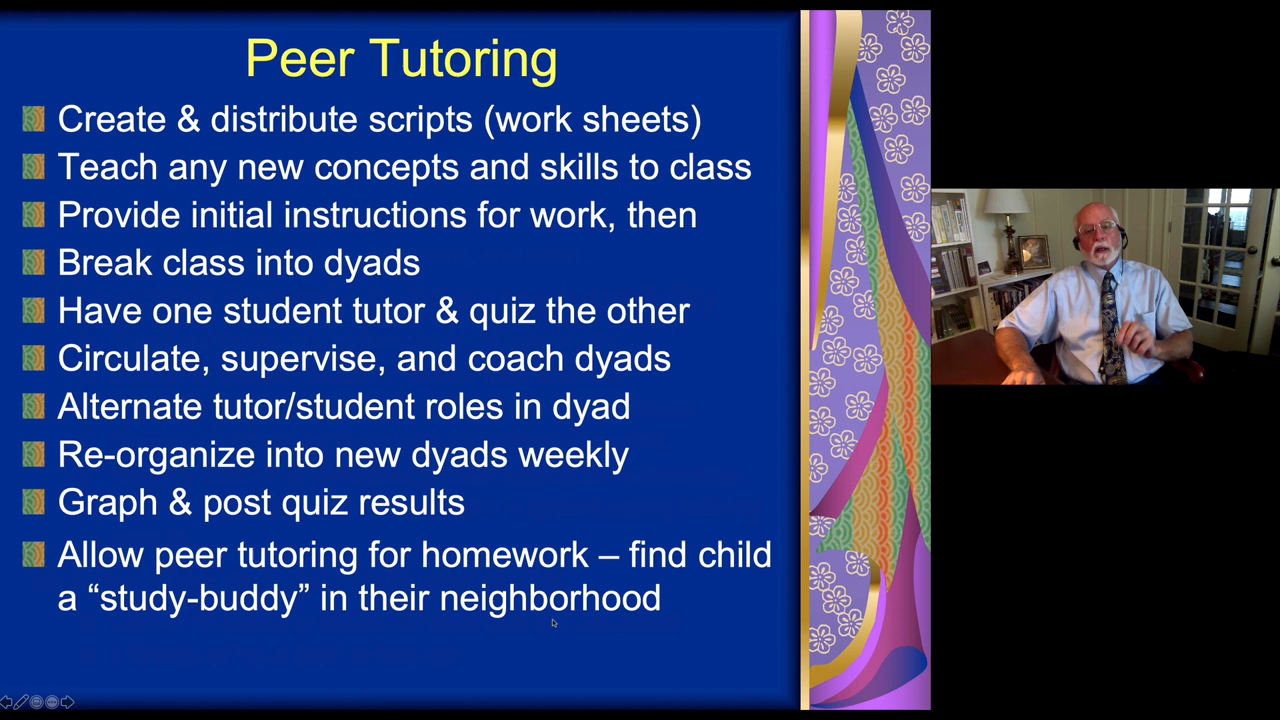 Peer Tutoring
Create & distribute scripts (work sheets)
Teach any new concepts and skills to class
Provide initial instructions for work, then
Break class into dyads
Have one student tutor & quiz the other
Circulate, supervise, and coach dyads
Alternate tutor/student roles in dyad
Re-organize into new dyads weekly
Graph & post quiz results
Allow peer tutoring for homework – find child
a “study-buddy” in their neighborhood